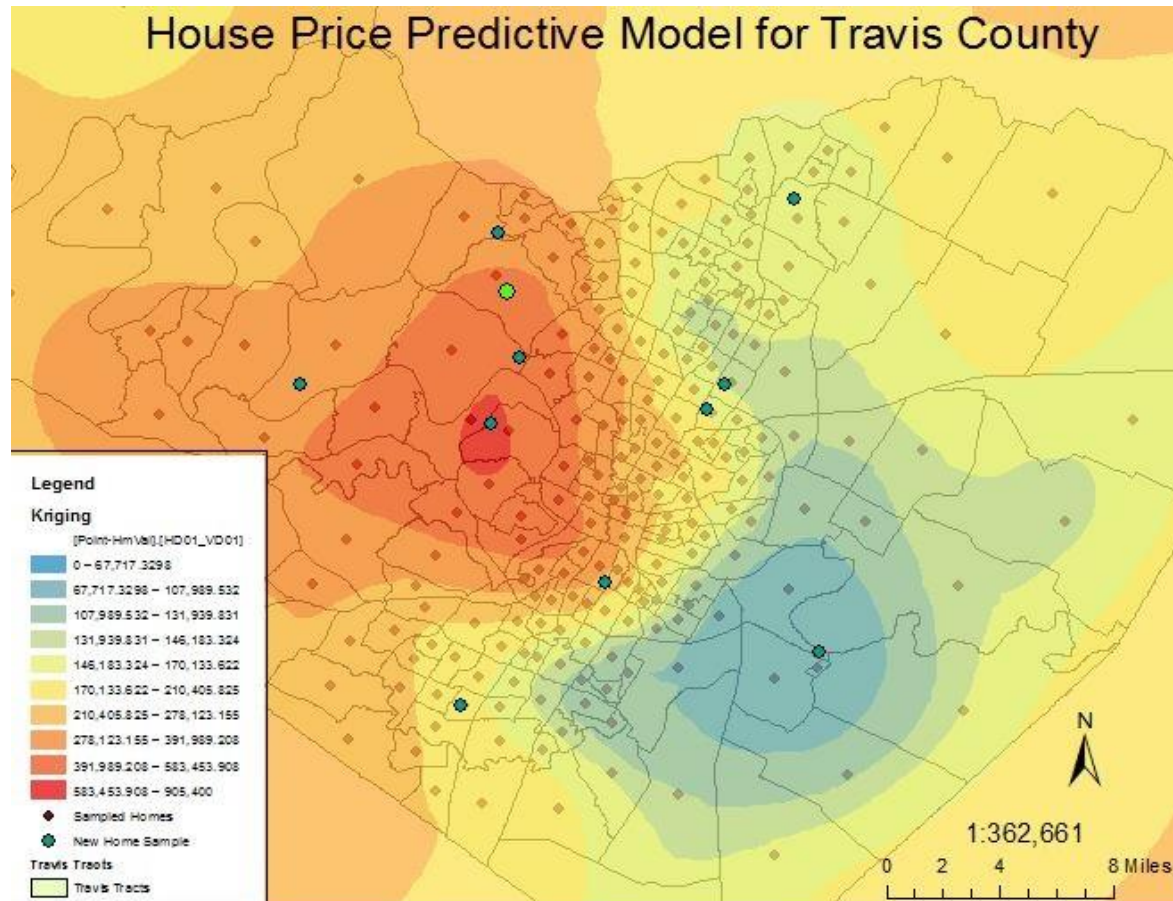 House Price Predictive Model for Travis County
Legend
Kriging
[Point-HmVal].[HD01_VD01]
0 – 67,717.3298
67,717.3298 – 107,989.532
107,989.532 – 131,939.831
131,939.831 – 146,183.324
146,183.324 – 170,133.622
170,133.622 – 210,405.825
210,405.825 – 278,123.155
278,123.155 – 391,989.208
391,989.208 – 583,453.908
583,453.908 – 905,400
Sampled Homes
New Home Sample
Travis Tracts
Travis Tracts
N
1:362,661
0 2 4 8 Miles